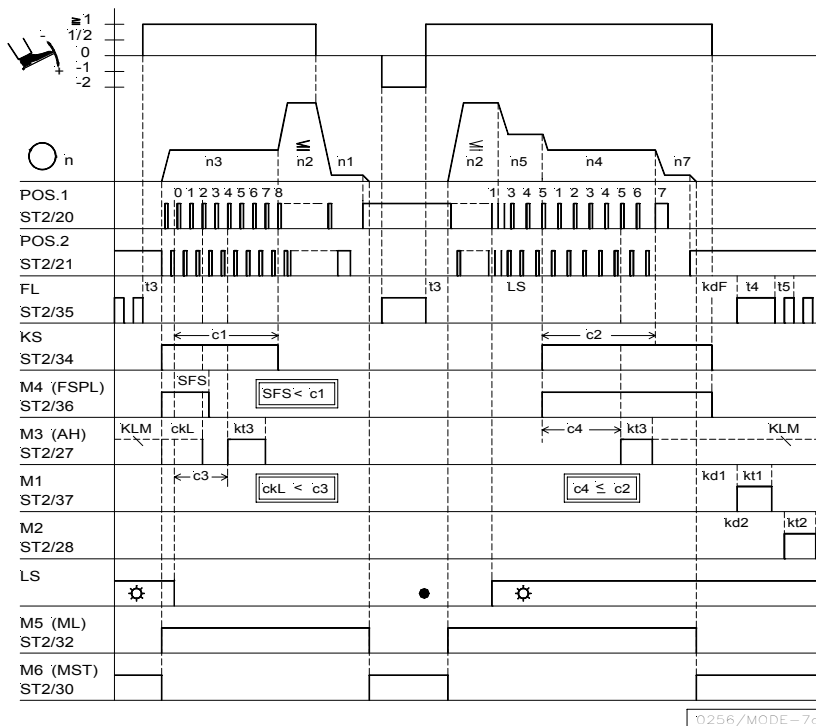 ≧1
- 1/2
0
+ -1
-2
n n3 ≦ n2 n1 ≦ n2 n5 n4 n7
POS.1 0 1 2 3 4 5 6 7 8 1 3 4 5 1 2 3 4 5 6 7
ST2/20
POS.2
ST2/21
FL t3 t3 LS kdF t4 t5
ST2/35
KS c1 c2
ST2/34
M4 (FSPL) SFS
ST2/36 SFS < c1
M3 (AH) KLM ckL kt3 c4 kt3 KLM
ST2/27
M1 c3 ckL < c3 c4 ≤ c2 kd1 kt1
ST2/37
M2 kd2 kt2
ST2/28
LS
M5 (ML)
ST2/32
M6 (MST)
ST2/30